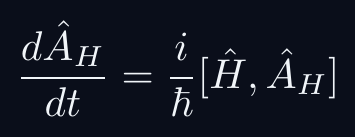 dÂ_H/dt = i/ħ [Ĥ, Â_H]